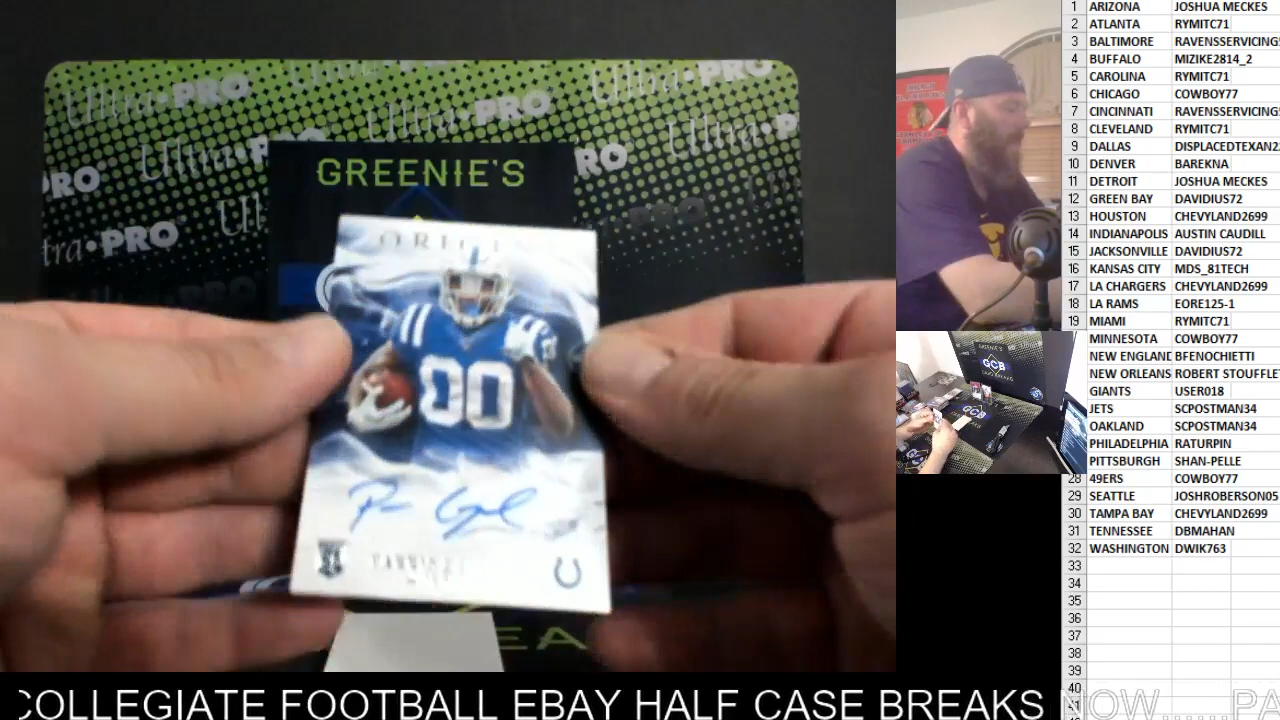 Ultra•PRO
GREENIE'S
ORIGI
80
GCB
1 ARIZONA JOSHUA MECKES
2 ATLANTA RYMITC71
3 BALTIMORE RAVENSSERVICING
4 BUFFALO MIZIKE2814_2
5 CAROLINA RYMITC71
6 CHICAGO COWBOY77
7 CINCINNATI RAVENSSERVICING
8 CLEVELAND RYMITC71
9 DALLAS DISPLACEDTEXAN2
10 DENVER BAREKNA
11 DETROIT JOSHUA MECKES
12 GREEN BAY DAVIDIUS72
13 HOUSTON CHEVYLAND2699
14 INDIANAPOLIS AUSTIN CAUDILL
15 JACKSONVILLE DAVIDIUS72
16 KANSAS CITY MDS_81TECH
17 LA CHARGERS CHEVYLAND2699
18 LA RAMS EORE125-1
19 MIAMI RYMITC71
MINNESOTA COWBOY77
NEW ENGLAND BFENOCHIETTI
NEW ORLEANS ROBERT STOUFFLET
GIANTS USER018
JETS SCPOSTMAN34
OAKLAND SCPOSTMAN34
PHILADELPHIA RATURPIN
PITTSBURGH SHAN-PELLE
28 49ERS COWBOY77
29 SEATTLE JOSHROBERSON05
30 TAMPA BAY CHEVYLAND2699
31 TENNESSEE DBMAHAN
32 WASHINGTON DWIK763
33
34
35
36
37
38
39
40
41
COLLEGIATE FOOTBALL EBAY HALF CASE BREAKS NOW.......PA